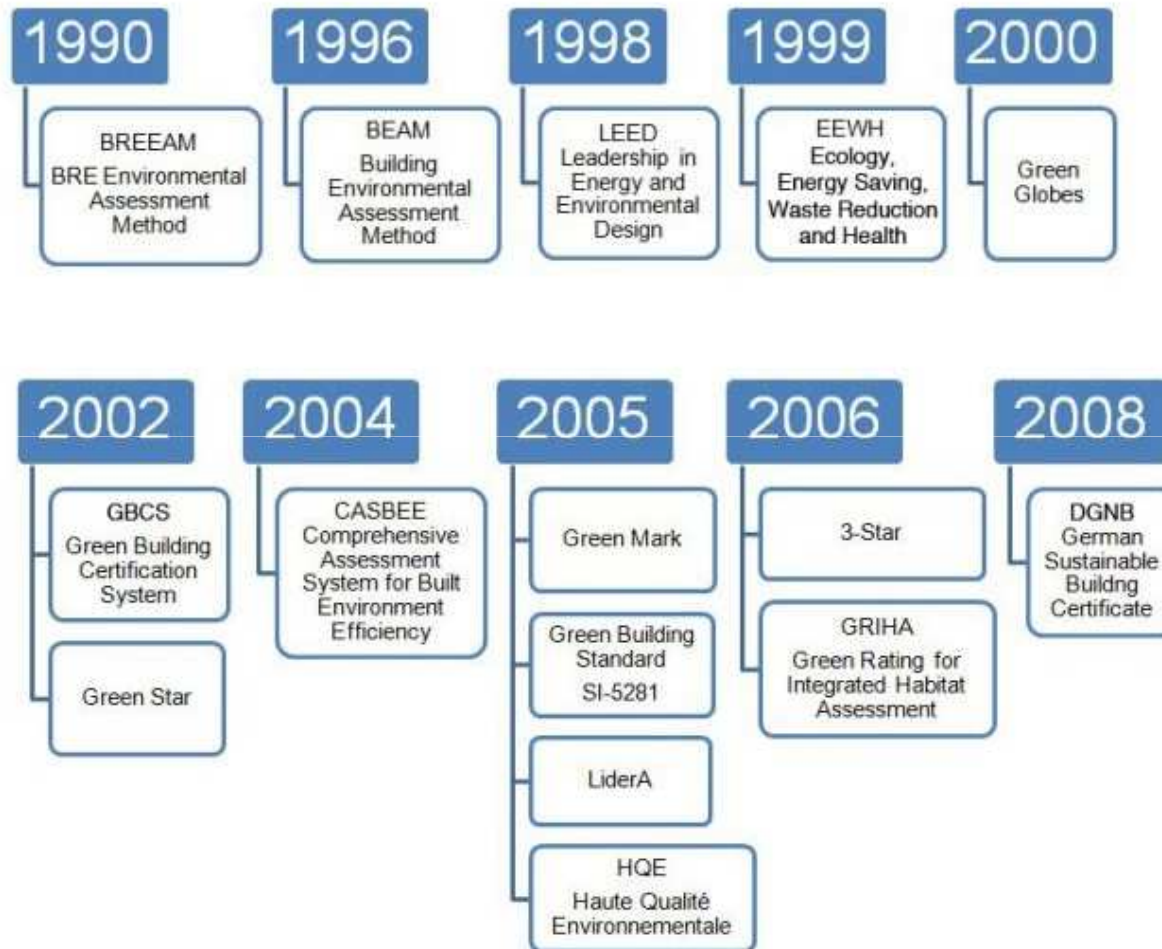 1990
BREEAM
BRE Environmental
Assessment
Method
1996
BEAM
Building
Environmental
Assessment
Method
1998
LEED
Leadership in
Energy and
Environmental
Design
1999
EEWH
Ecology,
Energy Saving,
Waste Reduction
and Health
2000
Green
Globes
2002
GBCS
Green Building
Certification
System
Green Star
2004
CASBEE
Comprehensive
Assessment
System for Built
Environment
Efficiency
2005
Green Mark
Green Building
Standard
SI-5281
LiderA
HQE
Haute Qualité
Environnementale
2006
3-Star
GRIHA
Green Rating for
Integrated Habitat
Assessment
2008
DGNB
German
Sustainable
Buildng
Certificate